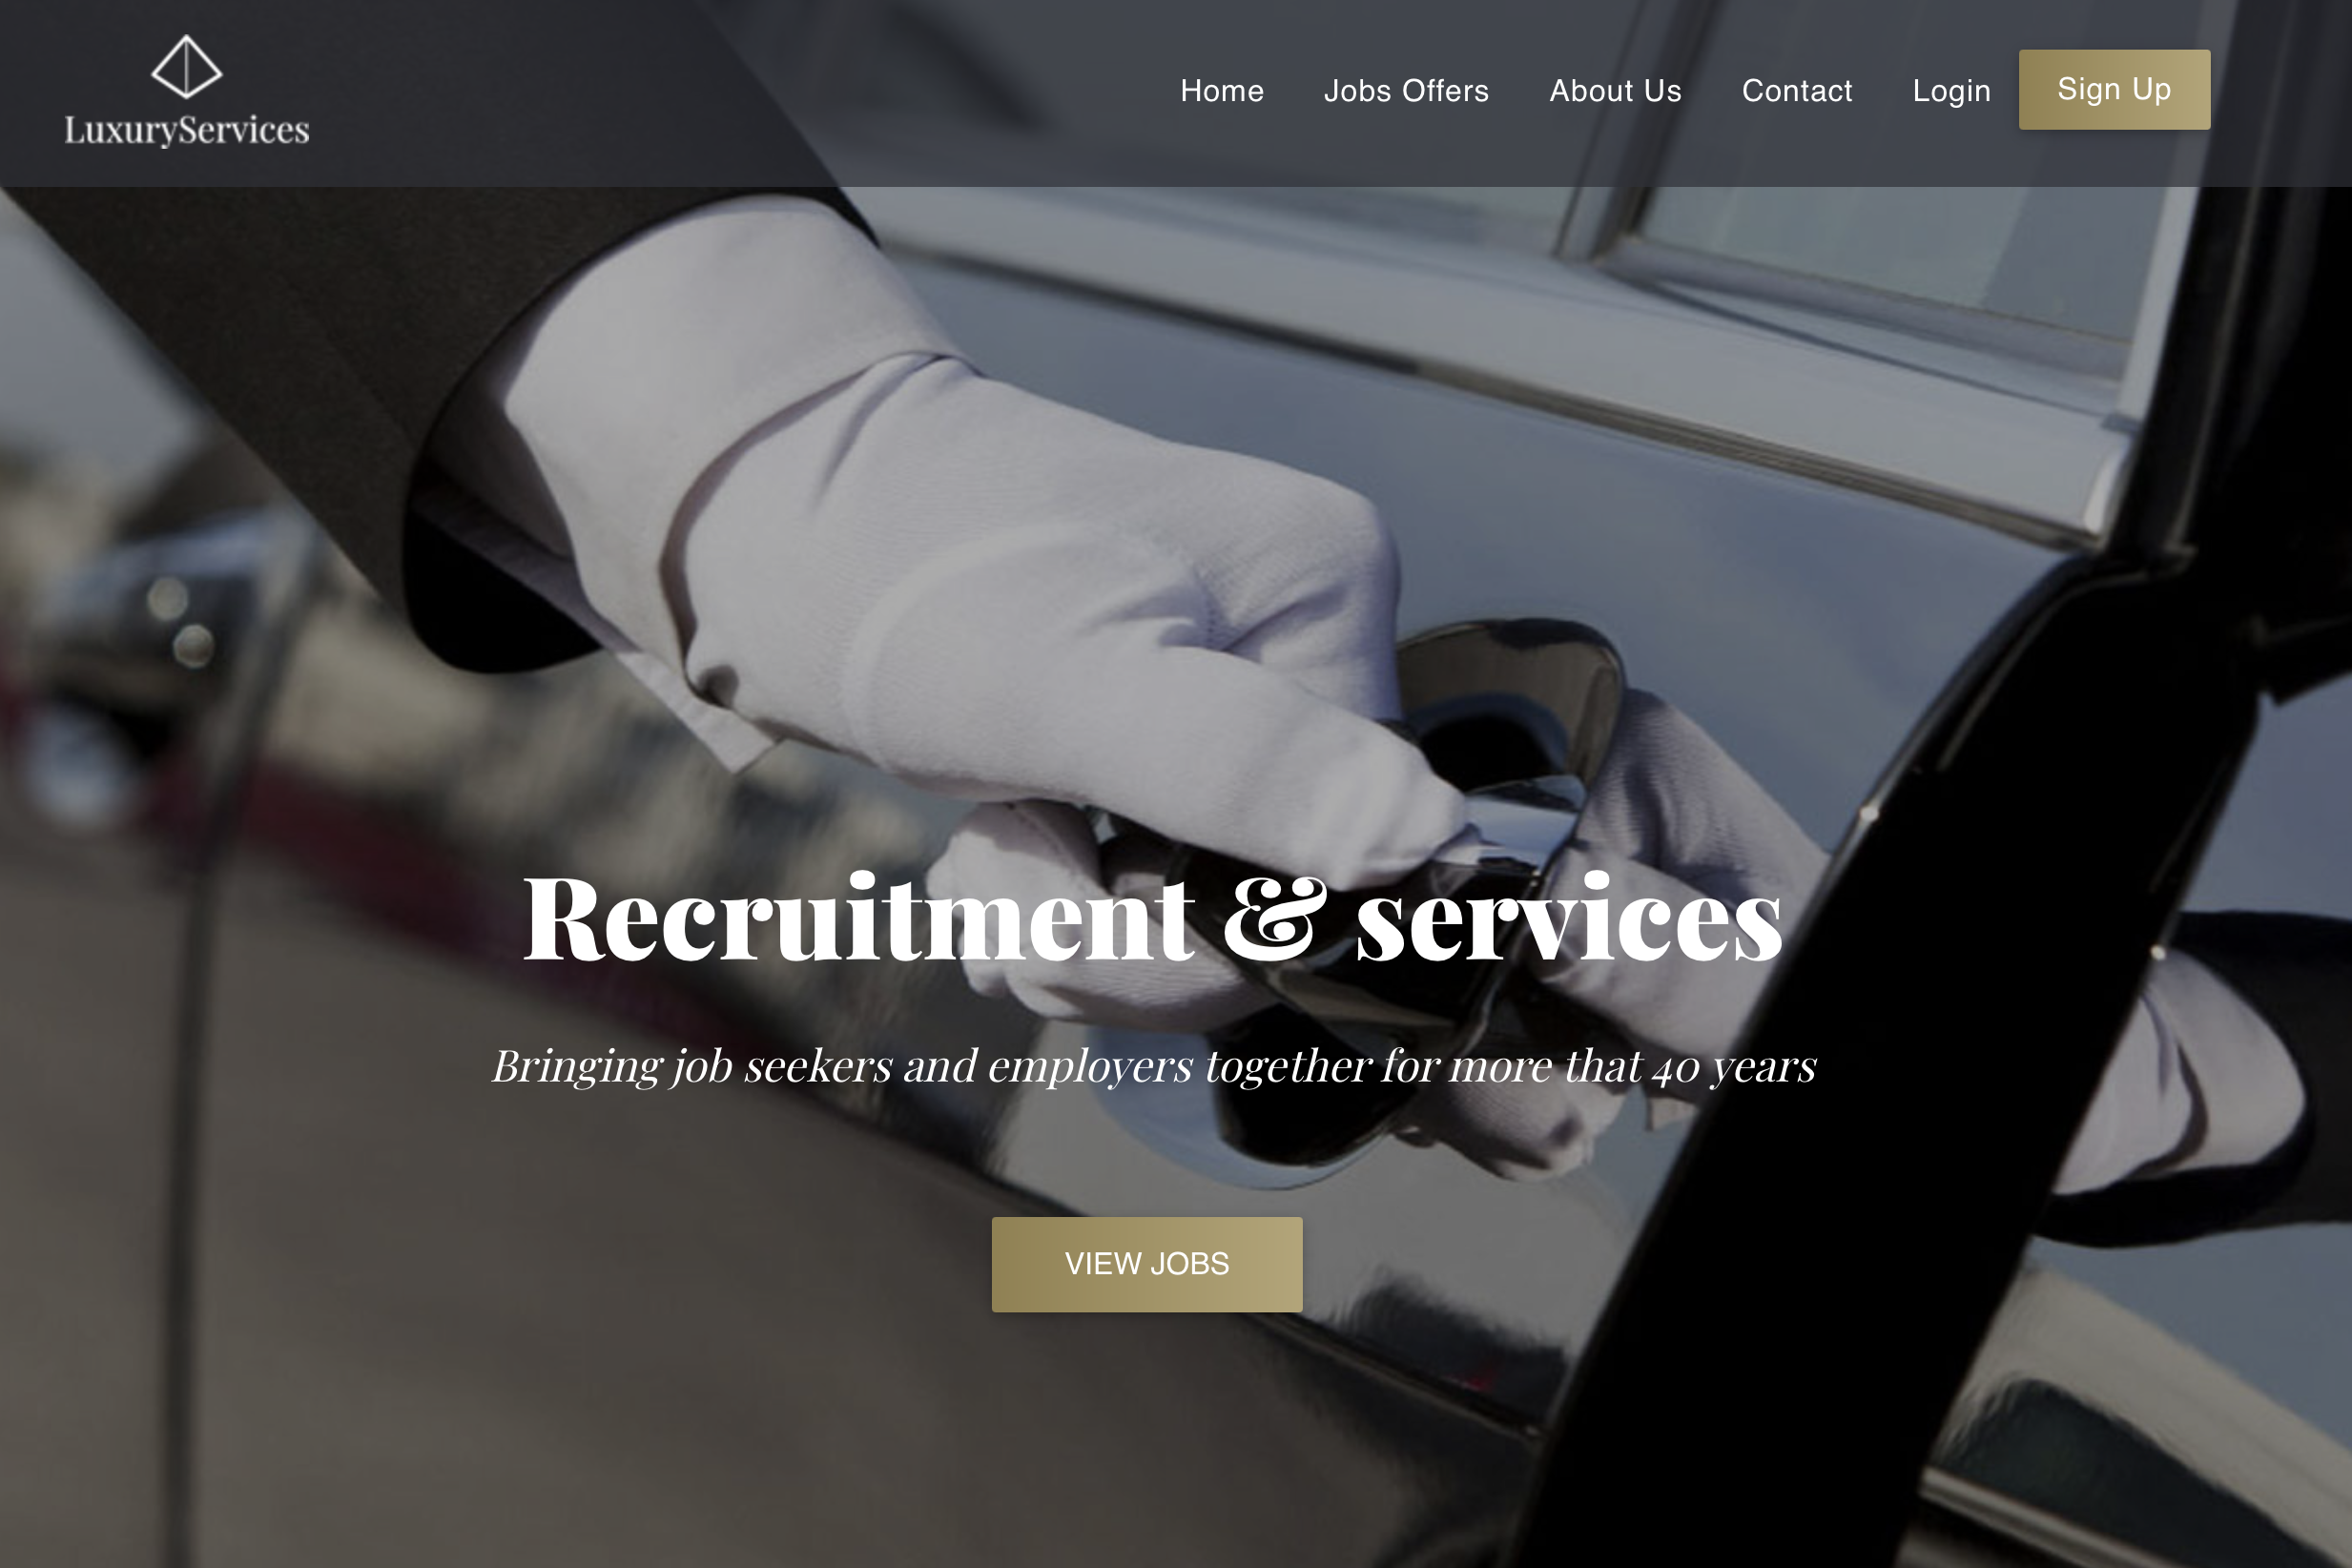 LuxuryServices
Home Jobs Offers About Us Contact Login Sign Up
Recruitment & services
Bringing job seekers and employers together for more that 40 years
VIEW JOBS